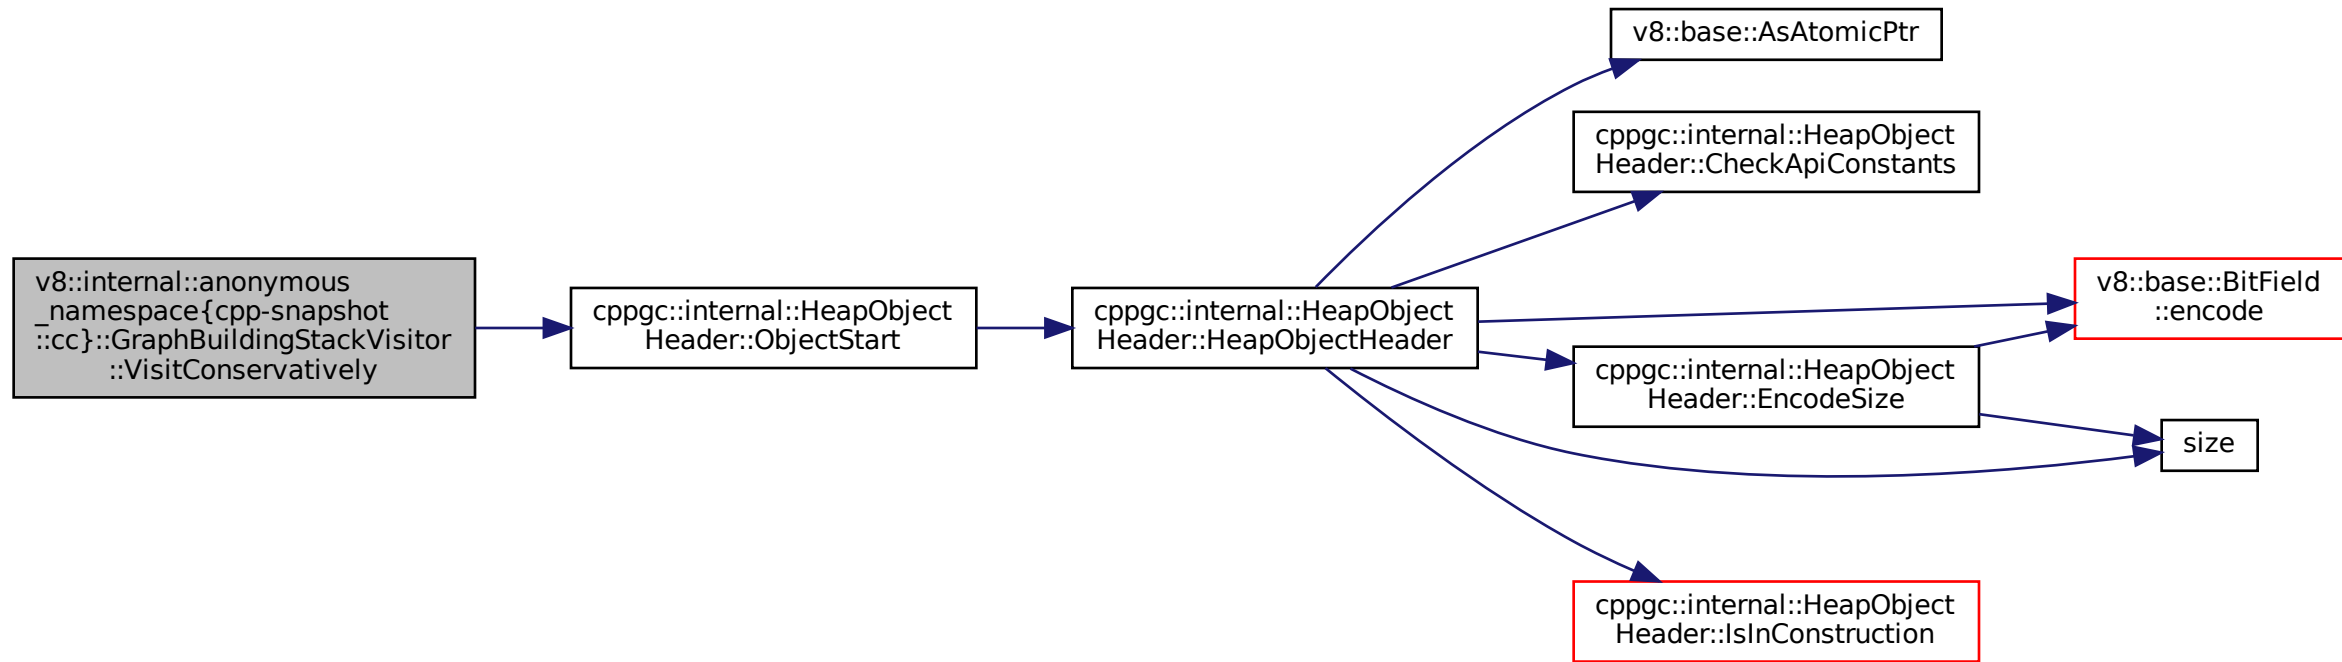 v8::internal::anonymous
_namespace{cpp-snapshot
::cc}::GraphBuildingStackVisitor
::VisitConservatively
cppgc::internal::HeapObject
Header::ObjectStart
cppgc::internal::HeapObject
Header::HeapObjectHeader
v8::base::AsAtomicPtr
cppgc::internal::HeapObject
Header::CheckApiConstants
v8::base::BitField
::encode
cppgc::internal::HeapObject
Header::EncodeSize
size
cppgc::internal::HeapObject
Header::IsInConstruction